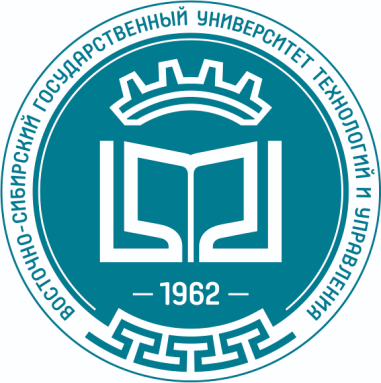 ВОСТОЧНО-СИБИРСКИЙ ГОСУДАРСТВЕННЫЙ УНИВЕРСИТЕТ ТЕХНОЛОГИЙ И УПРАВЛЕНИЯ
– 1962 –